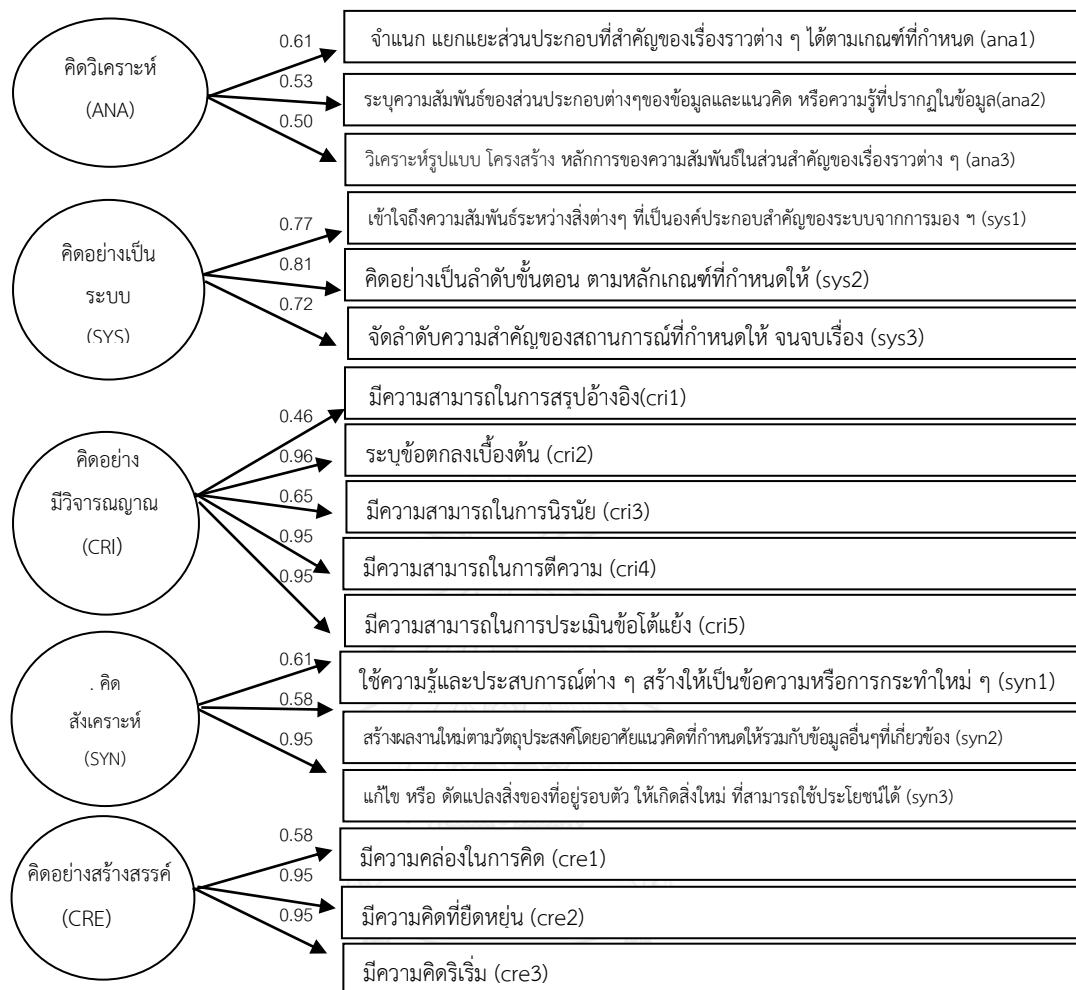 คิดวิเคราะห์
(ANA)
0.61
จำแนก แยกแยะส่วนประกอบที่สำคัญของเรื่องราวต่าง ๆ ได้ตามเกณฑ์ที่กำหนด (ana1)
0.53
ระบุความสัมพันธ์ของส่วนประกอบต่างๆของข้อมูลและแนวคิด หรือความรู้ที่ปรากฏในข้อมูล(ana2)
0.50
วิเคราะห์รูปแบบ โครงสร้าง หลักการของความสัมพันธ์ในส่วนสำคัญของเรื่องราวต่าง ๆ (ana3)
คิดอย่างเป็น
ระบบ
(SYS)
0.77
เข้าใจถึงความสัมพันธ์ระหว่างสิ่งต่างๆ ที่เป็นองค์ประกอบสำคัญของระบบจากการมอง ฯ (sys1)
0.81
คิดอย่างเป็นลำดับขั้นตอน ตามหลักเกณฑ์ที่กำหนดให้ (sys2)
0.72
จัดลำดับความสำคัญของสถานการณ์ที่กำหนดให้ จนจบเรื่อง (sys3)
คิดอย่าง
มีวิจารณญาณ
(CRI)
0.46
มีความสามารถในการสรุปอ้างอิง(cri1)
0.96
ระบุข้อตกลงเบื้องต้น (cri2)
0.65
มีความสามารถในการนิรนัย (cri3)
0.95
มีความสามารถในการตีความ (cri4)
0.95
มีความสามารถในการประเมินข้อโต้แย้ง (cri5)
. คิด
สังเคราะห์
(SYN)
0.61
ใช้ความรู้และประสบการณ์ต่าง ๆ สร้างให้เป็นข้อความหรือการกระทำใหม่ ๆ (syn1)
0.58
สร้างผลงานใหม่ตามวัตถุประสงค์โดยอาศัยแนวคิดที่กำหนดให้รวมกับข้อมูลอื่นๆที่เกี่ยวข้อง (syn2)
0.95
แก้ไข หรือ ดัดแปลงสิ่งของที่อยู่รอบตัว ให้เกิดสิ่งใหม่ ที่สามารถใช้ประโยชน์ได้ (syn3)
คิดอย่างสร้างสรรค์
(CRE)
0.58
มีความคล่องในการคิด (cre1)
0.95
มีความคิดที่ยืดหยุ่น (cre2)
0.95
มีความคิดริเริ่ม (cre3)